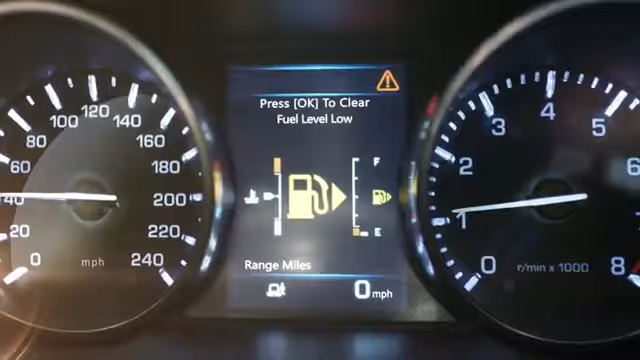 Press [OK] To Clear
Fuel Level Low
F
E
Range Miles
0 mph
0
20
40
60
80
100
120
140
160
180
200
220
240
mph
0
1
2
3
4
5
6
8
r/min x 1000